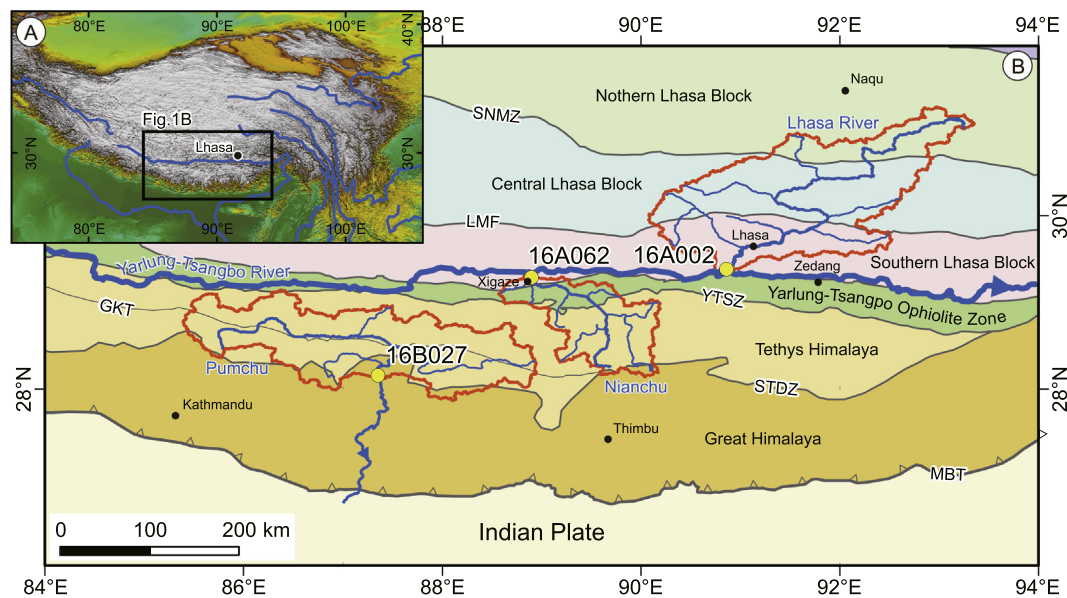 A
80°E
90°E
100°E
40°N
30°N
30°N
Fig.1B
Lhasa
80°E
90°E
100°E
88°E
90°E
92°E
94°E
B
Nothern Lhasa Block
Naqu
SNMZ
Lhasa River
Central Lhasa Block
30°N
LMF
Lhasa
16A062
16A002
Zedang
Southern Lhasa Block
Yarlung-Tsangbo River
Xigaze
YTSZ
Yarlung-Tsangpo Ophiolite Zone
GKT
Tethys Himalaya
16B027
Pumchu
Nianchu
STDZ
28°N
28°N
Kathmandu
Thimbu
Great Himalaya
MBT
Indian Plate
0 100 200 km
84°E
86°E
88°E
90°E
92°E
94°E